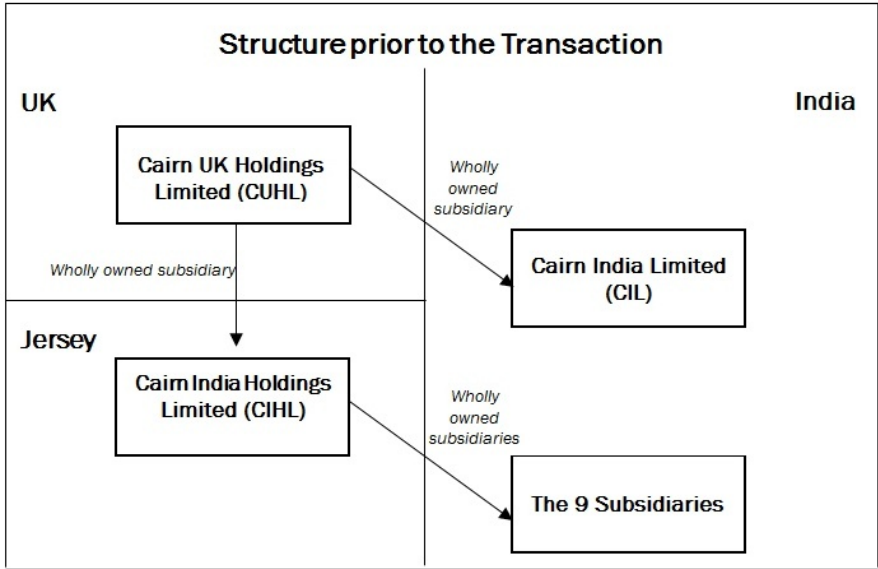 Structure prior to the Transaction
UK
India
Cairn UK Holdings
Limited (CUHL)
Wholly
owned
subsidiary
Wholly owned subsidiary
Cairn India Limited
(CIL)
Jersey
Cairn India Holdings
Limited (CIHL)
Wholly
owned
subsidiaries
The 9 Subsidiaries